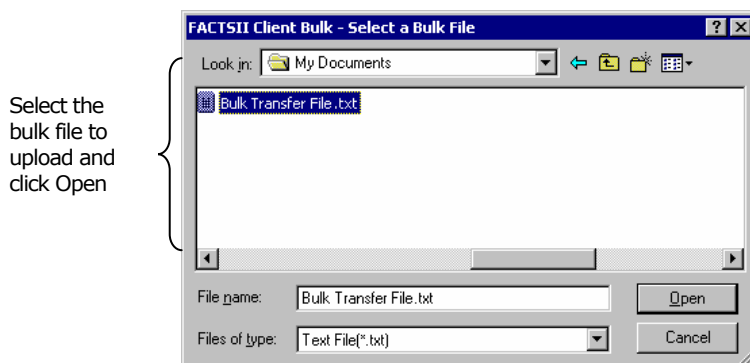 FACTSII Client Bulk - Select a Bulk File
Look in: My Documents
Select the
bulk file to
upload and
click Open
Bulk Transfer File.txt
File name: Bulk Transfer File.txt Open
Files of type: Text File(*.txt) Cancel